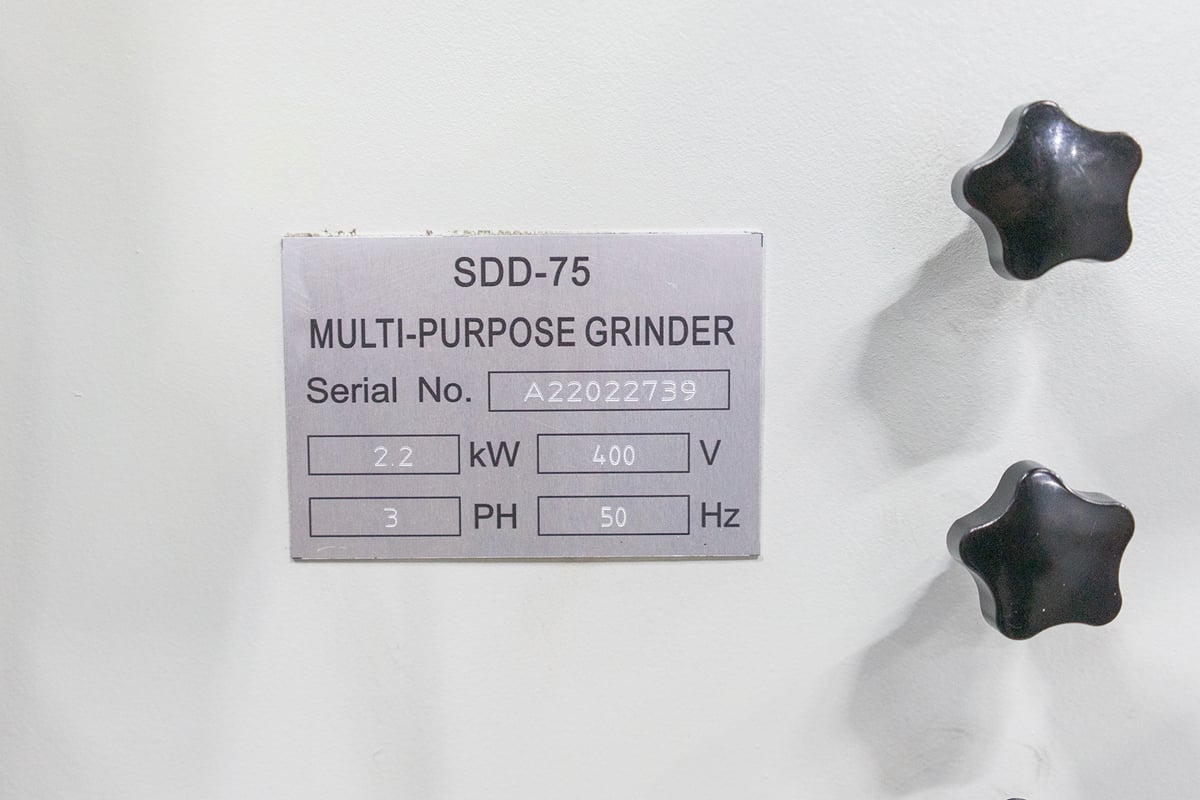 SDD-75
MULTI-PURPOSE GRINDER
Serial No. A22022739
2.2 kW 400 V
3 PH 50 Hz